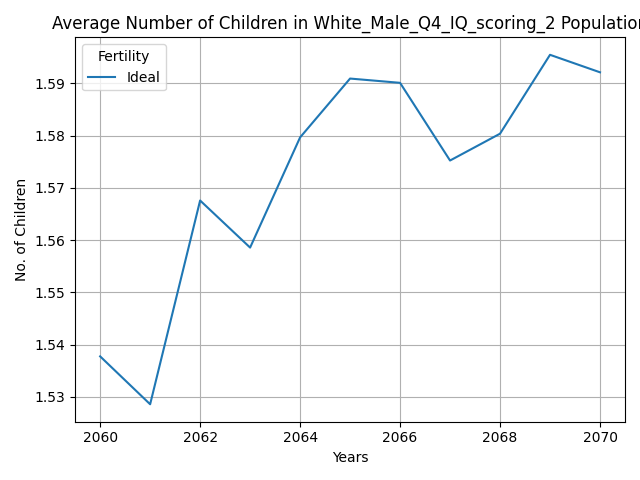 Average Number of Children in White_Male_Q4_IQ_scoring_2 Population
Fertility
Ideal
1.59
1.58
1.57
1.56
1.55
1.54
1.53
No. of Children
2060 2062 2064 2066 2068 2070
Years